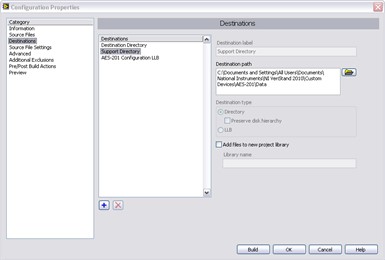 Configuration Properties
Category
Information
Source Files
Destinations
Source File Settings
Advanced
Additional Exclusions
Pre/Post Build Actions
Preview
Destinations
Destinations
Destination Directory
Support Directory
AES-201 Configuration LLB
Destination label
Support Directory
Destination path
C:\Documents and Settings\All Users\Documents\
National Instruments\NI VeriStand 2010\Custom
Devices\AES-201\Data
Destination type
Directory
Preserve disk hierarchy
LLB
Add files to new project library
Library name
Build
OK
Cancel
Help